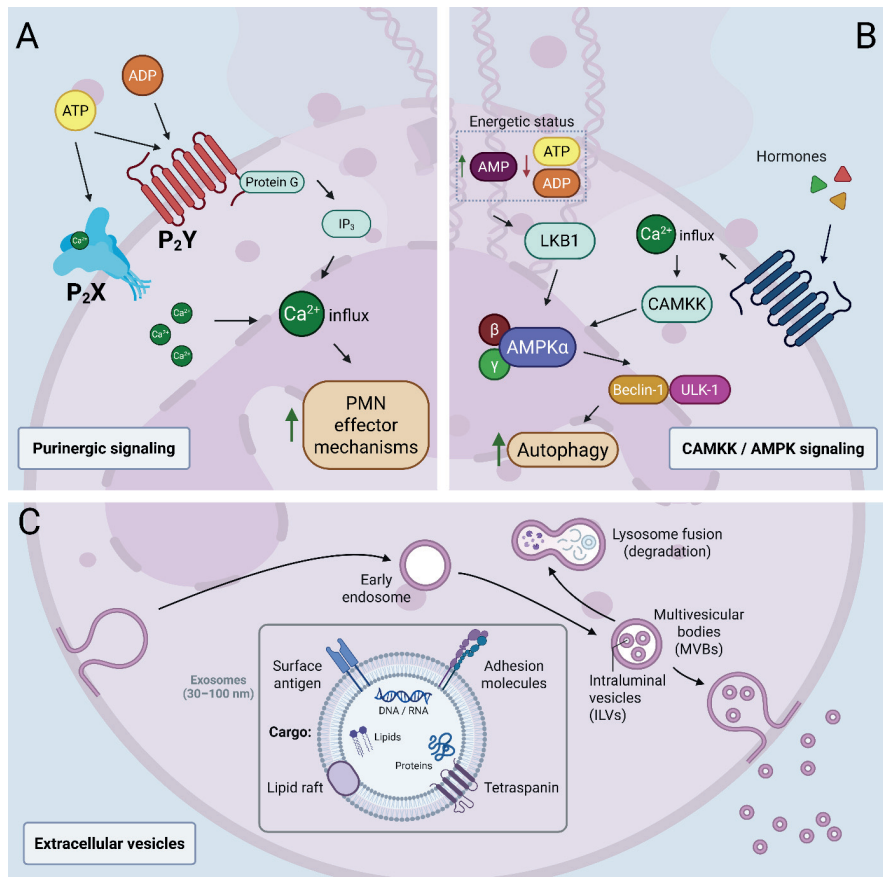 A
ATP
ADP
P₂Y
Protein G
IP₃
Ca²⁺
P₂X
Ca²⁺
Ca²⁺
Ca²⁺
Ca²⁺ influx
PMN
effector
mechanisms
Purinergic signaling
B
Energetic status
AMP
ATP
ADP
Hormones
LKB1
Ca²⁺ influx
CAMKK
β
γ
AMPKα
Beclin-1
ULK-1
Autophagy
CAMKK / AMPK signaling
C
Early
endosome
Lysosome fusion
(degradation)
Multivesicular
bodies
(MVBs)
Intraluminal
vesicles
(ILVs)
Exosomes
(30–100 nm)
Surface
antigen
Adhesion
molecules
DNA / RNA
Cargo:
Lipids
Proteins
Lipid raft
Tetraspanin
Extracellular vesicles